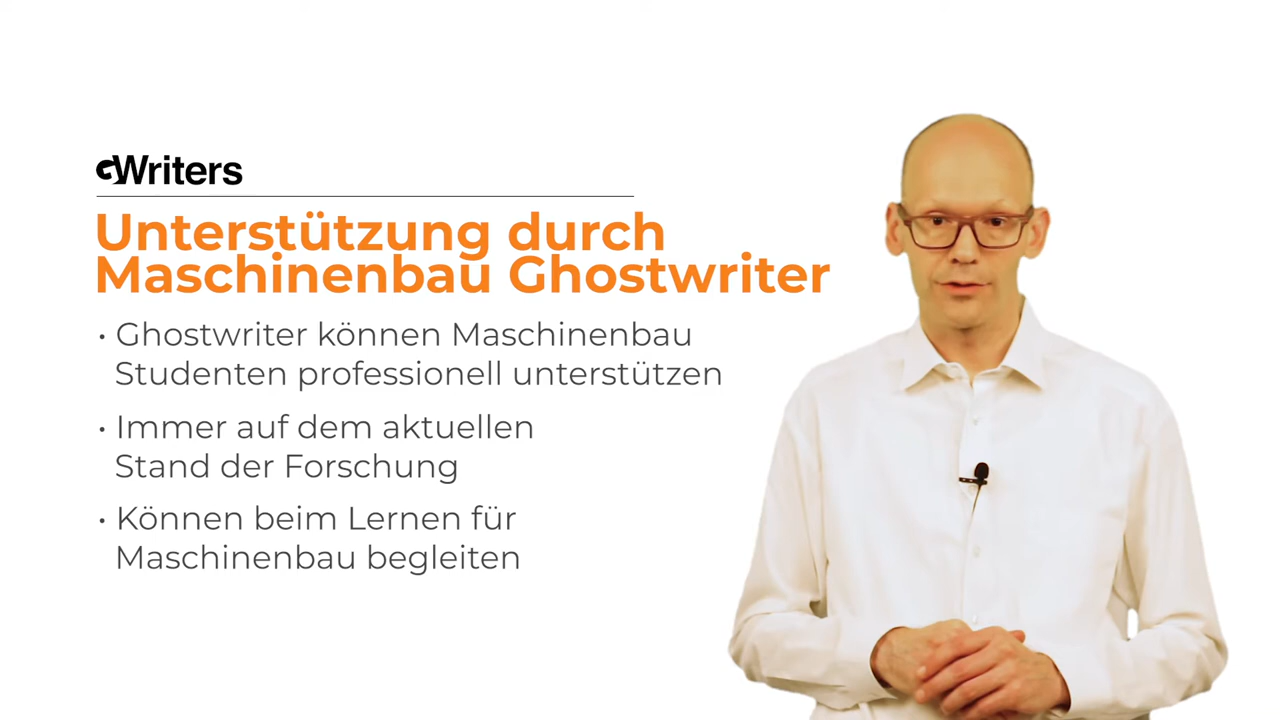 GWriters
Unterstützung durch
Maschinenbau Ghostwriter
• Ghostwriter können Maschinenbau
Studenten professionell unterstützen
• Immer auf dem aktuellen
Stand der Forschung
• Können beim Lernen für
Maschinenbau begleiten